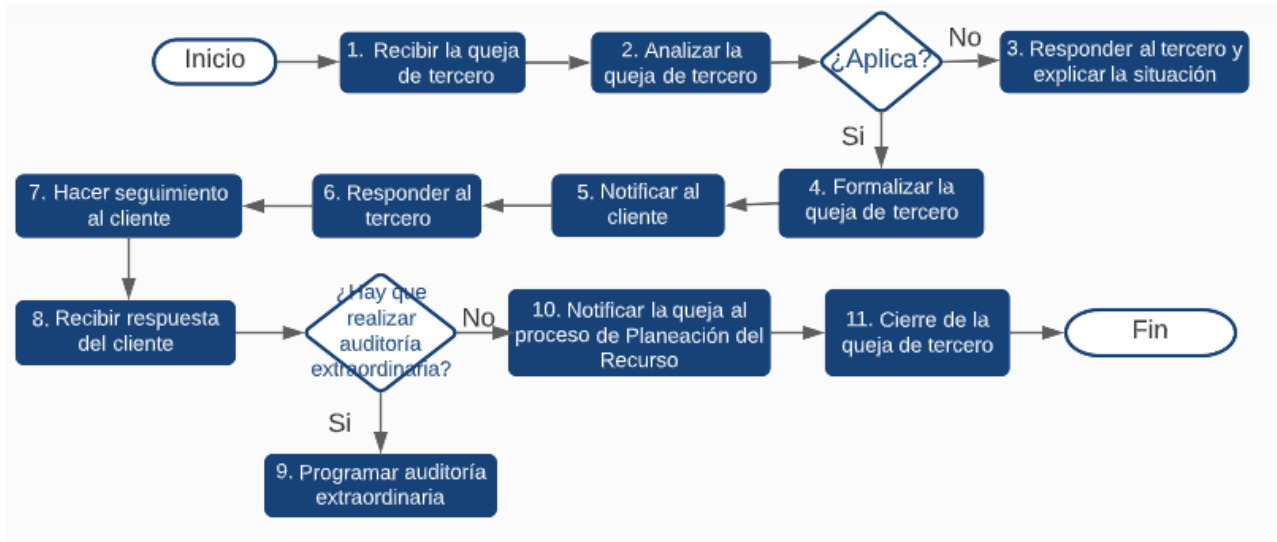 Inicio
1. Recibir la queja
de tercero
2. Analizar la
queja de tercero
¿Aplica?
No
3. Responder al tercero y
explicar la situación
Si
4. Formalizar la
queja de tercero
5. Notificar al
cliente
6. Responder al
tercero
7. Hacer seguimiento
al cliente
8. Recibir respuesta
del cliente
¿Hay que
realizar
auditoría
extraordinaria?
No
10. Notificar la queja al
proceso de Planeación del
Recurso
11. Cierre de la
queja de tercero
Fin
Si
9. Programar auditoría
extraordinaria